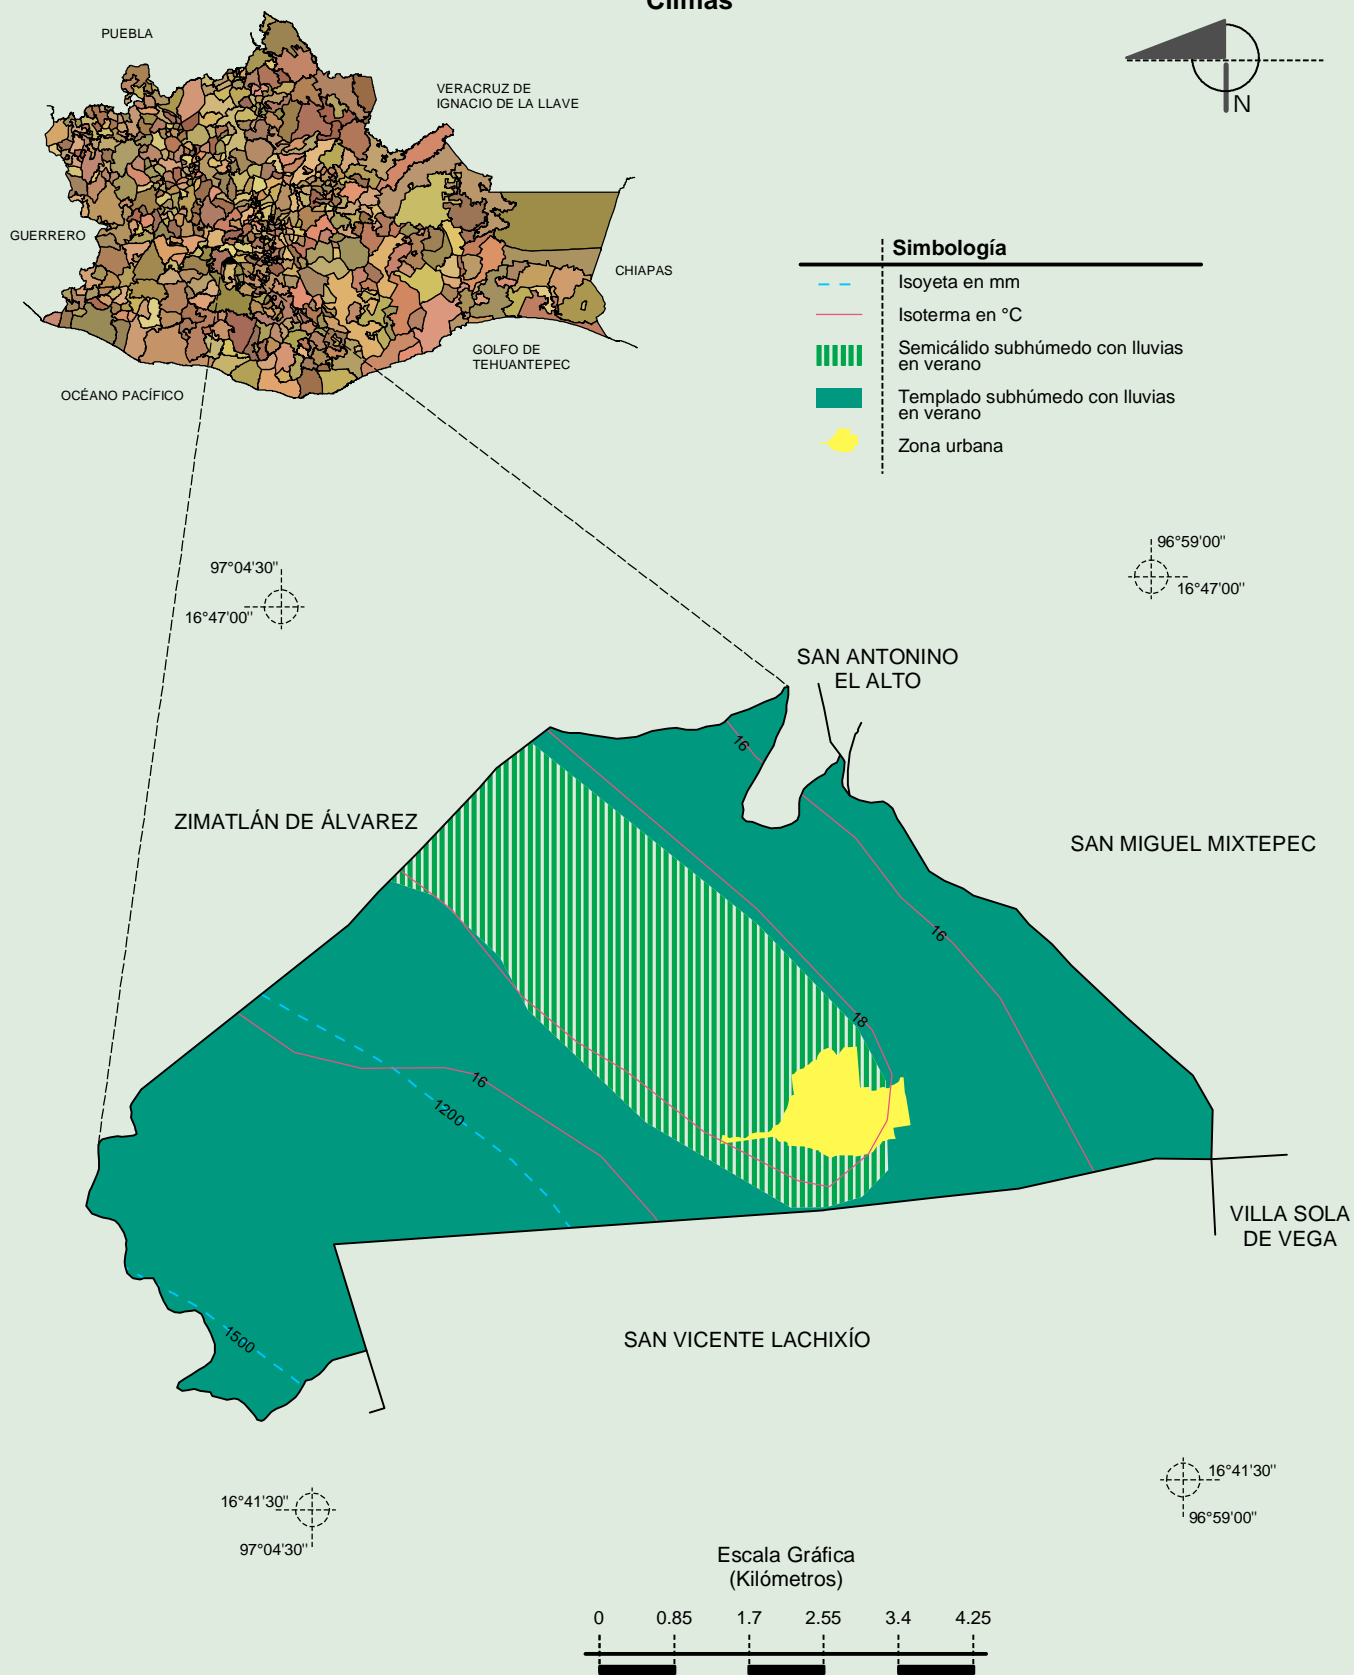 Climas
PUEBLA
VERACRUZ DE
IGNACIO DE LA LLAVE
GUERRERO
CHIAPAS
GOLFO DE
TEHUANTEPEC
OCÉANO PACÍFICO
N
Simbología
Isoyeta en mm
Isoterma en °C
Semicálido subhúmedo con lluvias
en verano
Templado subhúmedo con lluvias
en verano
Zona urbana
97°04'30"
16°47'00"
96°59'00"
16°47'00"
SAN ANTONINO
EL ALTO
16
ZIMATLÁN DE ÁLVAREZ
SAN MIGUEL MIXTEPEC
16
18
16
1200
VILLA SOLA
DE VEGA
1500
SAN VICENTE LACHIXÍO
16°41'30"
97°04'30"
16°41'30"
96°59'00"
Escala Gráfica
(Kilómetros)
0 0.85 1.7 2.55 3.4 4.25